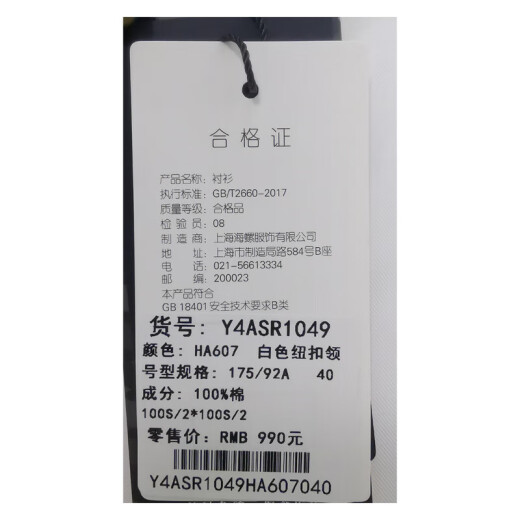 合格证
产品名称: 衬衫
执行标准: GB/T2660-2017
质量等级: 合格品
检 验 员: 08
制 造 商: 上海海螺服饰有限公司
地 址: 上海市制造局路584号B座
电 话: 021-56613334
邮 编: 200023
本产品符合
GB 18401 安全技术要求B类
货号: Y4ASR1049
颜色: HA607 白色纽扣领
号型规格: 175/92A 40
成分: 100%棉
100S/2*100S/2
零售价: RMB 990元
Y4ASR1049HA607040